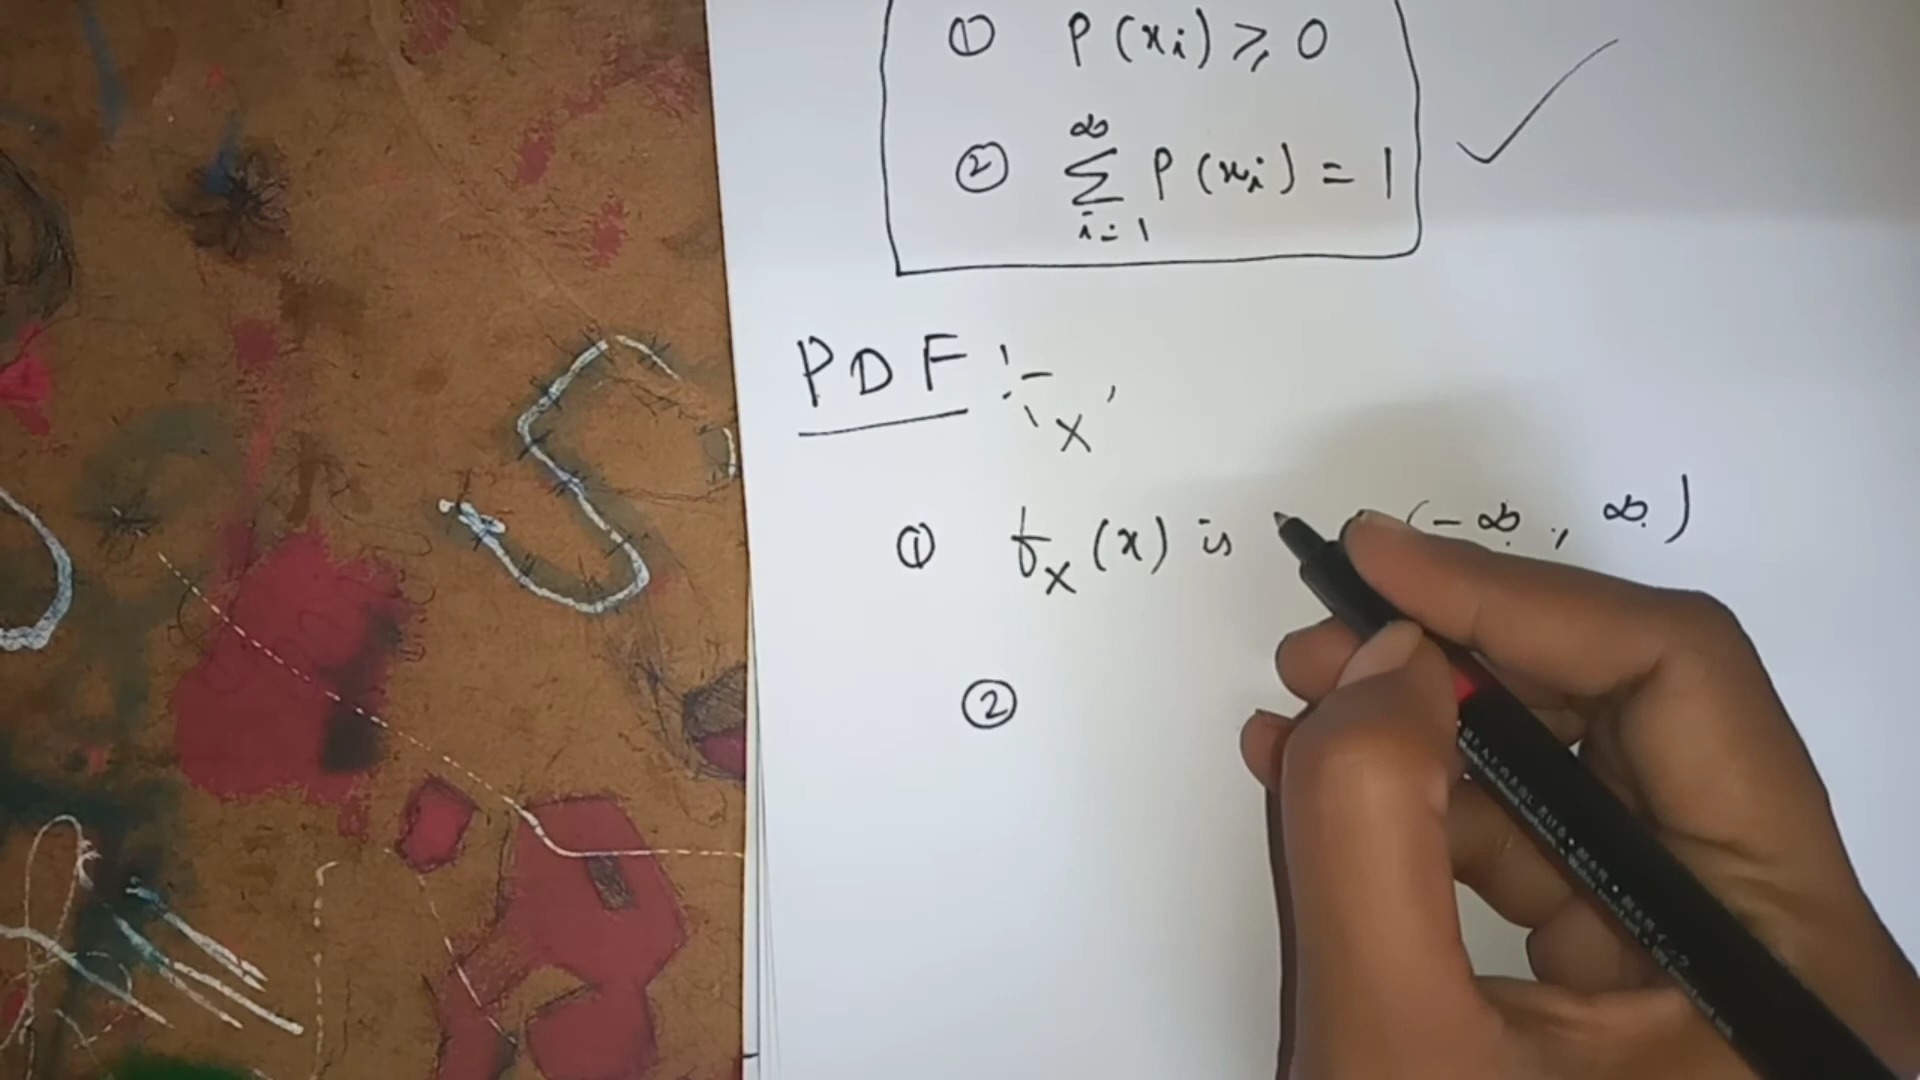 ① P(xi) ≥ 0
② ∞∑i=1 P(xi) = 1
PDF :-
'X'
① fX(x) is (-∞, ∞)
②